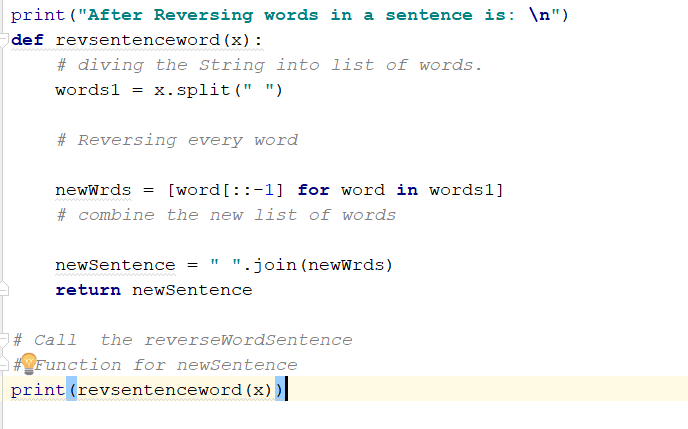 print("After Reversing words in a sentence is: \n")
def revsentenceword(x):
    # diving the String into list of words.
    words1 = x.split(" ")
    # Reversing every word
    newWrds = [word[::-1] for word in words1]
    # combine the new list of words
    newSentence = " ".join(newWrds)
    return newSentence
# Call  the reverseWordSentence
# Function for newSentence
print(revsentenceword(x))